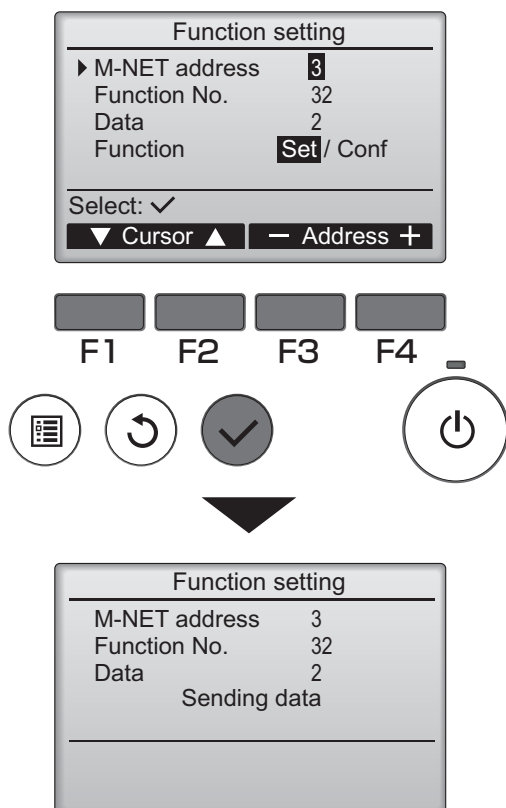 Function setting
M-NET address 3
Function No. 32
Data 2
Function Set / Conf
Select: ✓
▼ Cursor ▲ − Address +
F1 F2 F3 F4
Function setting
M-NET address 3
Function No. 32
Data 2
Sending data